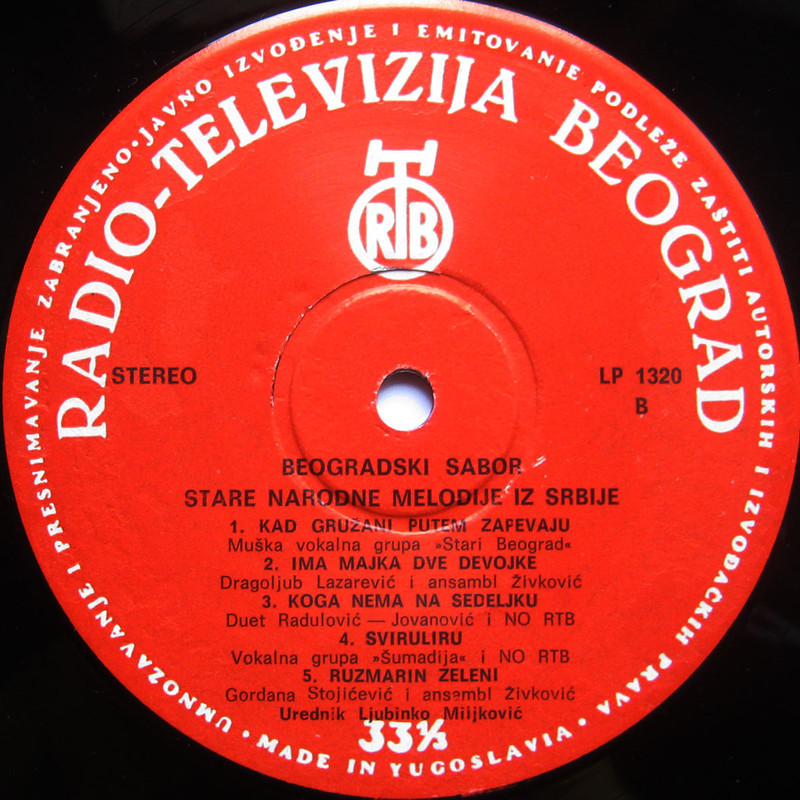 UMNOŽAVANJE I PRESNIMAVANJE ZABRANJENO · JAVNO IZVOĐENJE I EMITOVANJE PODLEŽE ZAŠTITI AUTORSKIH I IZVOĐAČKIH PRAVA · MADE IN YUGOSLAVIA ·
RADIO-TELEVIZIJA BEOGRAD
RTB
STEREO
LP 1320
B
BEOGRADSKI SABOR
STARE NARODNE MELODIJE IZ SRBIJE
1. KAD GRUŽANI PUTEM ZAPEVAJU
Muška vokalna grupa »Stari Beograd«
2. IMA MAJKA DVE DEVOJKE
Dragoljub Lazarević i ansambl Živković
3. KOGA NEMA NA SEDELJKU
Duet Radulović — Jovanović i NO RTB
4. SVIRULIRU
Vokalna grupa »Šumadija« i NO RTB
5. RUZMARIN ZELENI
Gordana Stojićević i ansambl Živković
Urednik Ljubinko Miljković
33⅓